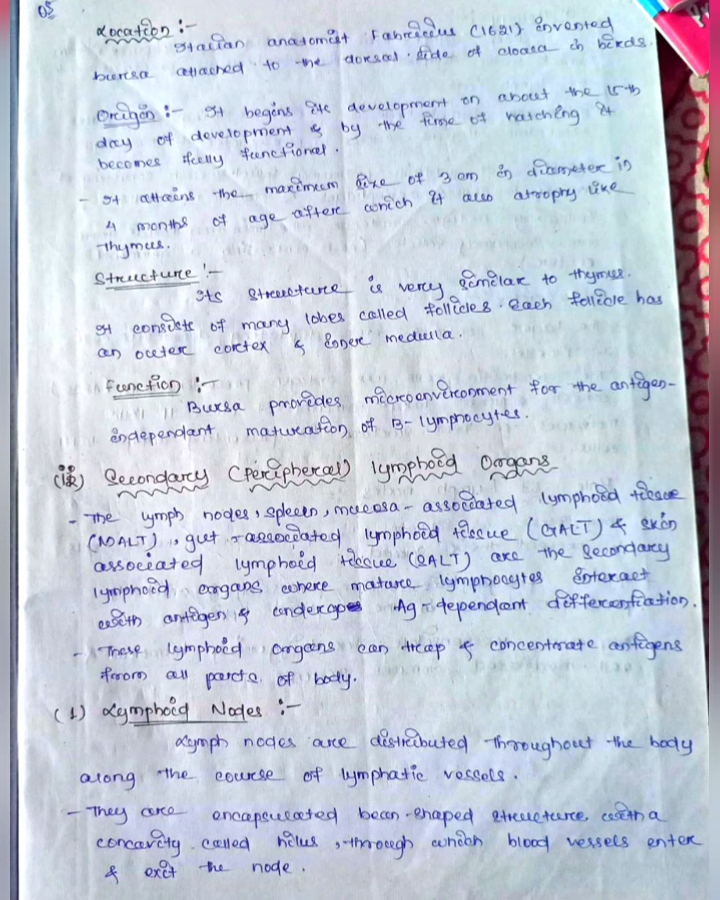 05
Location :-
Italian anatomist Fabricius (1621) invented
bursa attached to the dorsal side of cloaca in birds.
Origin :- It begins its development on about the 15th
day of development & by the time of hatching it
becomes fully functional.
- It attains the maximum size of 3 cm in diameter in
4 months of age after which it also atrophy like
Thymus.
Structure :-
Its structure is very similar to thymus.
It consists of many lobes called follicles. Each follicle has
an outer cortex & inner medulla.
Function :-
Bursa provides microenvironment for the antigen-
independant maturation of B-lymphocytes.
(ii) Secondary (Peripheral) lymphoid Organs
- The lymph nodes, spleen, mucosa-associated lymphoid tissue
(MALT), gut-associated lymphoid tissue (GALT) & skin
associated lymphoid tissue (SALT) are the secondary
lymphoid organs where mature lymphocytes interact
with antigen & undergoes Ag-dependant differentiation.
- These lymphoid organs can trap & concentrate antigens
from all parts of body.
(1) Lymphoid Nodes :-
Lymph nodes are distributed throughout the body
along the course of lymphatic vessels.
- They are encapsulated bean-shaped structure with a
concavity called hilus, through which blood vessels enter
& exit the node.